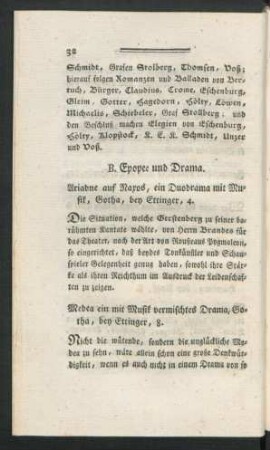 32
Schmidt, Grafen Stolberg, Thomsen, Voß;
hierauf folgen Romanzen und Balladen von Ber-
tuch, Bürger, Claudius, Crome, Eschenburg,
Gleim, Gotter, Hagedorn, Hölty, Löwen,
Michaelis, Schiebeler, Graf Stollberg; und
den Beschluß machen Elegien von Eschenburg,
Hölty, Klopstock, K. E. K. Schmidt, Unzer
und Voß.
B. Epopee und Drama.
Ariadne auf Naxos, ein Duodrama mit Mu-
sik, Gotha, bey Ettinger, 4.
Die Situation, welche Gerstenberg zu seiner be-
rühmten Kantate wählte, von Herrn Brandes für
das Theater, nach der Art von Rousseaus Pygmalion,
so eingerichtet, daß beydes Tonkünstler und Schau-
spieler Gelegenheit genug haben, sowohl ihre Stär-
ke als ihren Reichthum im Ausdruck der Leidenschaf-
ten zu zeigen.
Medea ein mit Musik vermischtes Drama, Go-
tha, bey Ettinger, 8.
Nicht die wütende, sondern die unglückliche Me-
dea zu sehn, wäre allein schon eine große Denkwür-
digkeit, wenn es auch nicht in einem Drama von so